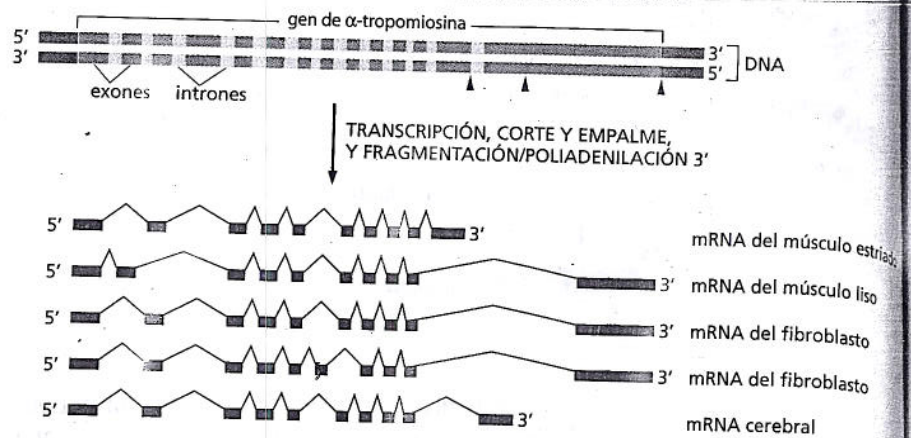 gen de α-tropomiosina
5' 3'
3' 5'
DNA
exones intrones
TRANSCRIPCIÓN, CORTE Y EMPALME,
Y FRAGMENTACIÓN/POLIADENILACIÓN 3'
5' 3' mRNA del músculo estriado
5' 3' mRNA del músculo liso
5' 3' mRNA del fibroblasto
5' 3' mRNA del fibroblasto
5' 3' mRNA cerebral